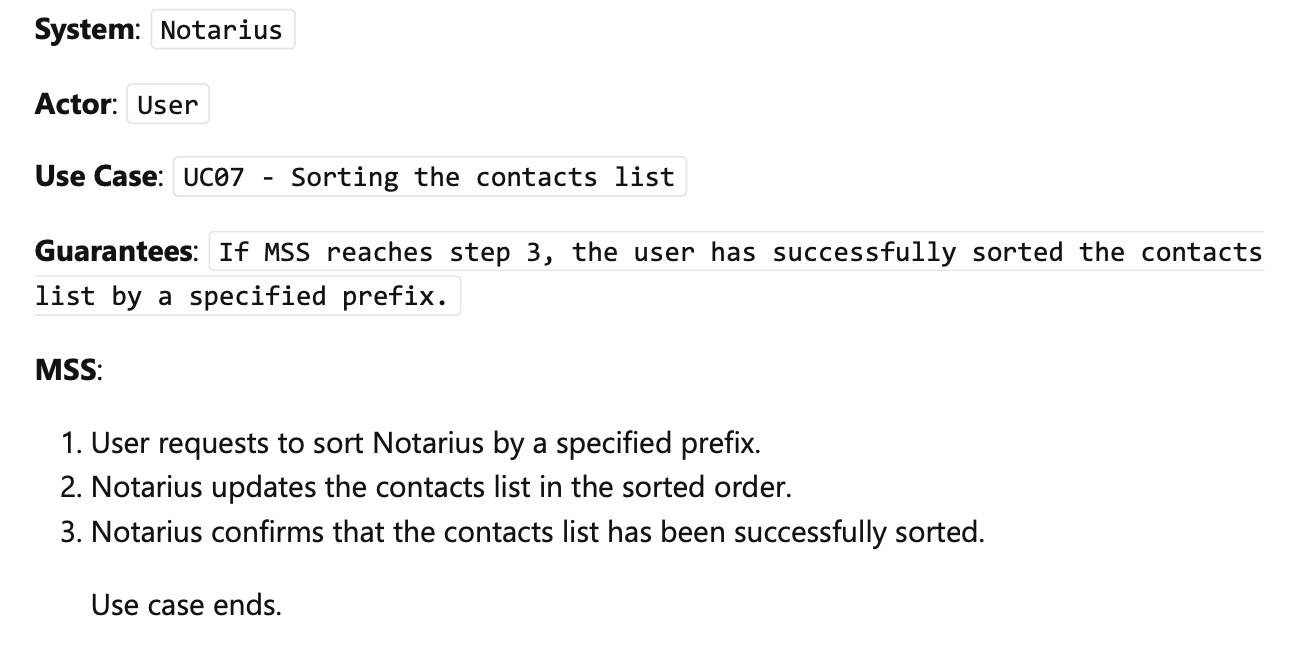 System: Notarius
Actor: User
Use Case: UC07 - Sorting the contacts list
Guarantees: If MSS reaches step 3, the user has successfully sorted the contacts
list by a specified prefix.
MSS:
1. User requests to sort Notarius by a specified prefix.
2. Notarius updates the contacts list in the sorted order.
3. Notarius confirms that the contacts list has been successfully sorted.
Use case ends.